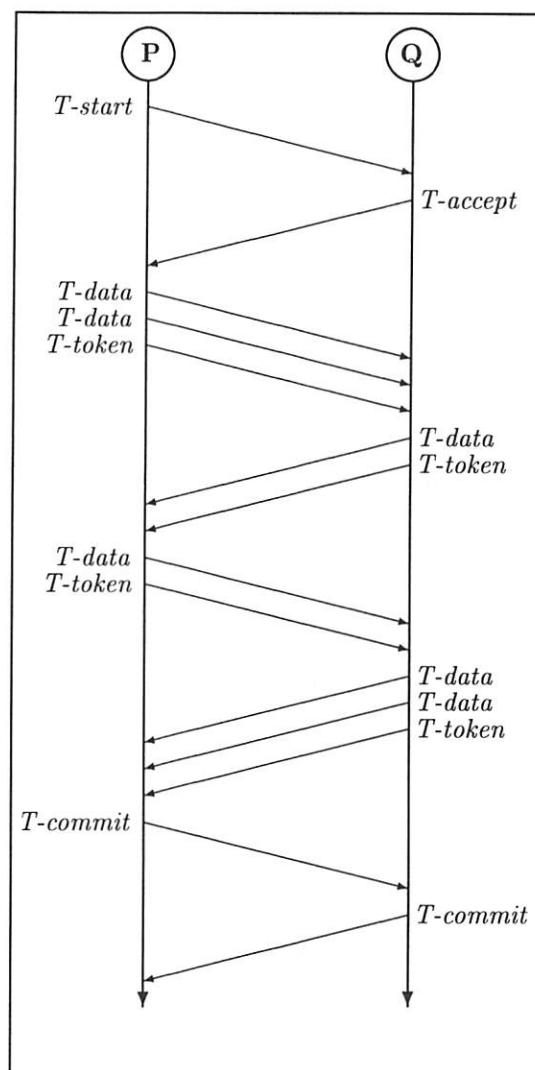 P Q
T-start
T-accept
T-data
T-data
T-token
T-data
T-token
T-data
T-token
T-data
T-data
T-token
T-commit
T-commit